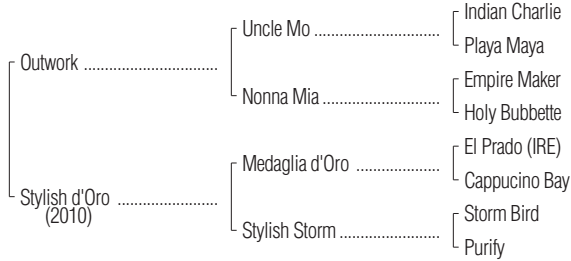 Indian Charlie
Uncle Mo ..........................
Playa Maya
Outwork ...................................
Empire Maker
Nonna Mia .............................
Holy Bubbette
El Prado (IRE)
Medaglia d'Oro .....................
Cappucino Bay
Stylish d'Oro ..........................
(2010)
Storm Bird
Stylish Storm .........................
Purify